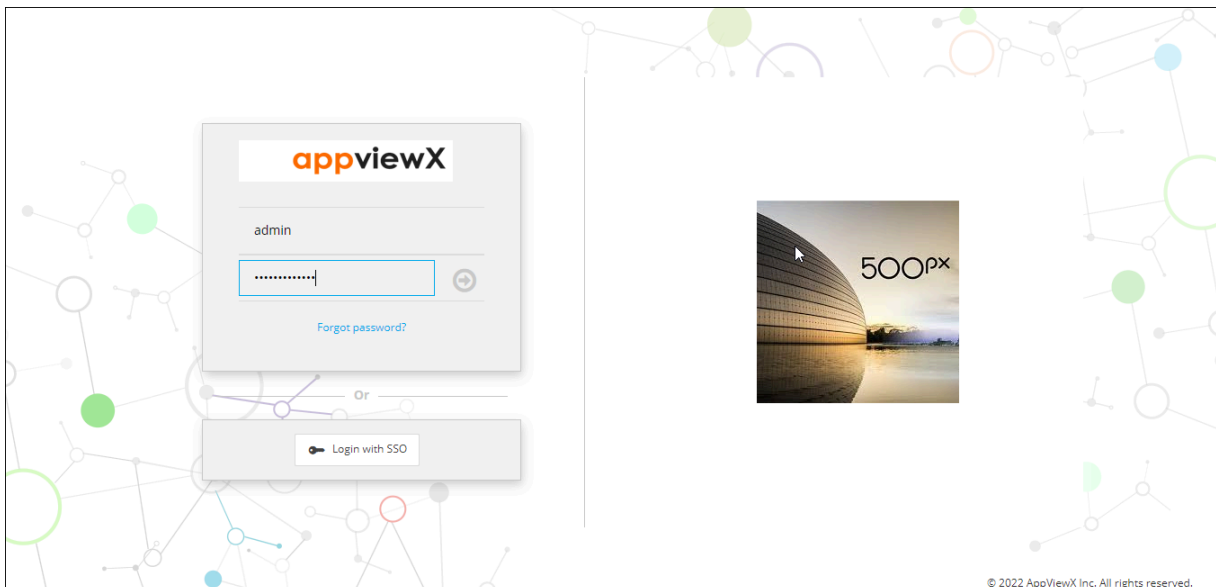 appviewX
admin
•••••••••••••
Forgot password?
Or
Login with SSO
500px
© 2022 AppViewX Inc. All rights reserved.